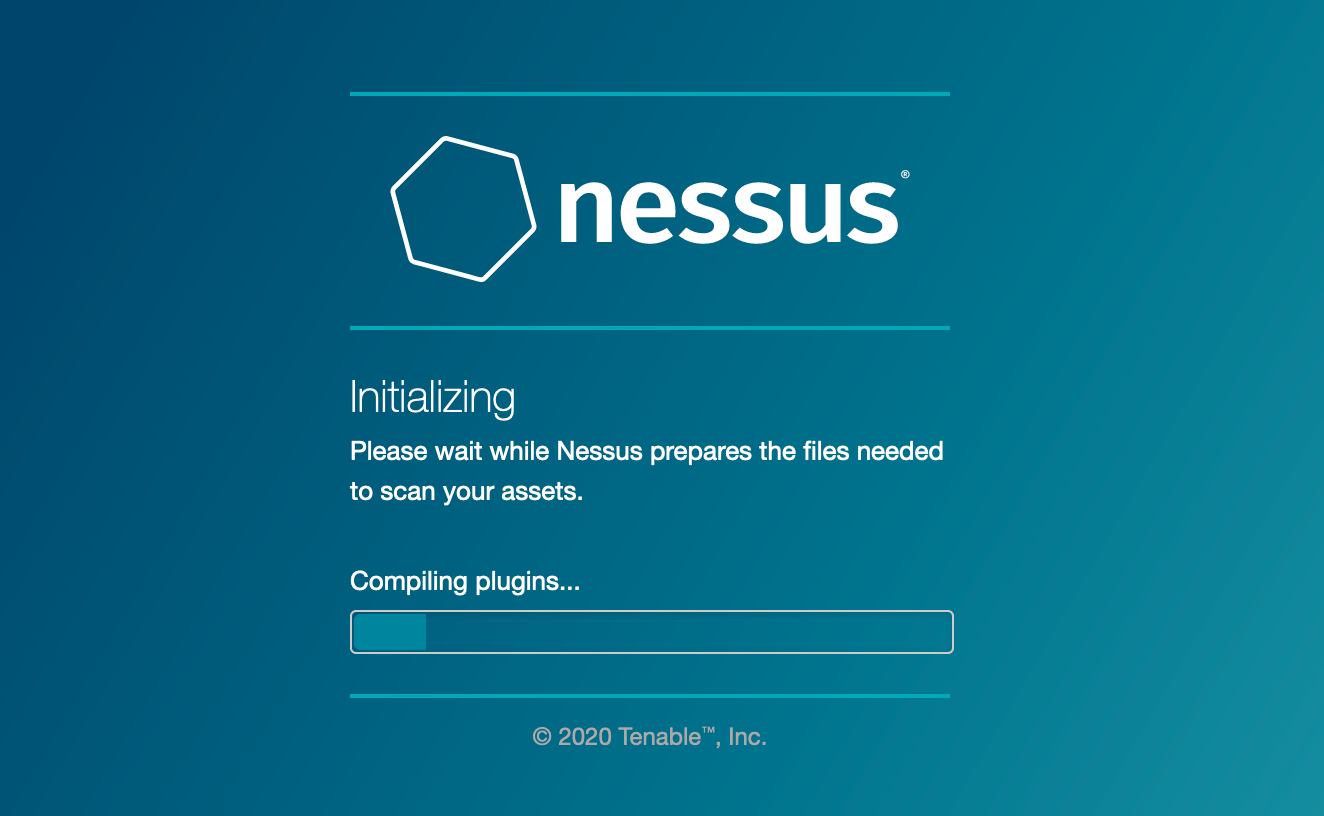 nessus®
Initializing
Please wait while Nessus prepares the files needed
to scan your assets.
Compiling plugins...
© 2020 Tenable™, Inc.